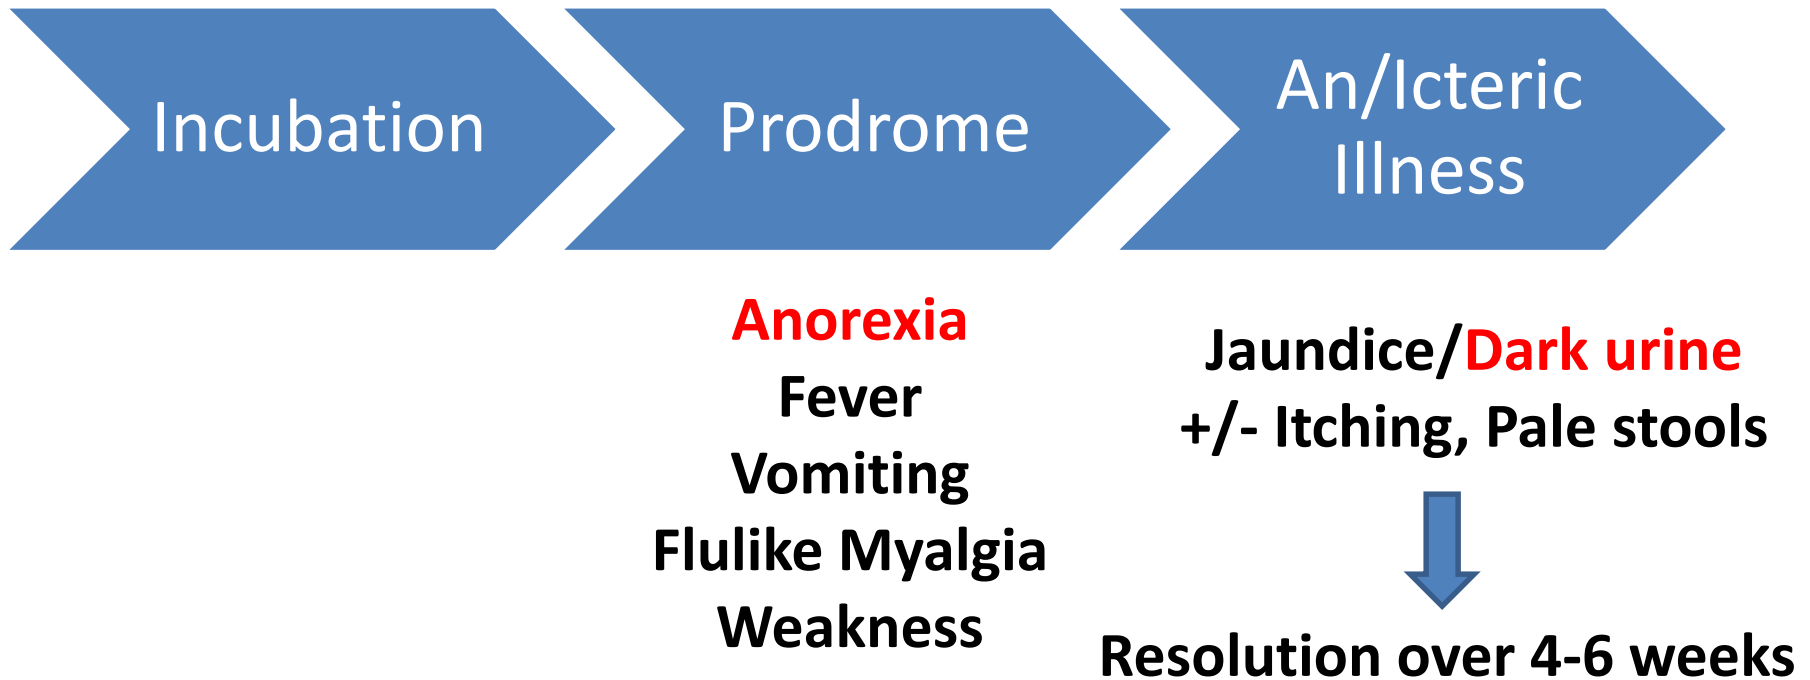 Incubation
Prodrome
An/Icteric
Illness
Anorexia
Fever
Vomiting
Flulike Myalgia
Weakness
Jaundice/Dark urine
+/- Itching, Pale stools
Resolution over 4-6 weeks